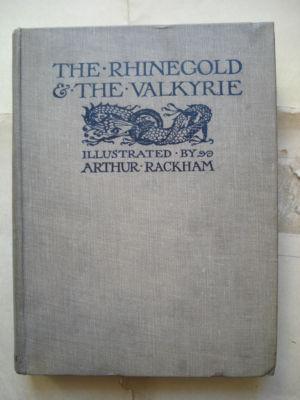 THE·RHINEGOLD
& THE·VALKYRIE
ILLUSTRATED·BY
ARTHUR·RACKHAM